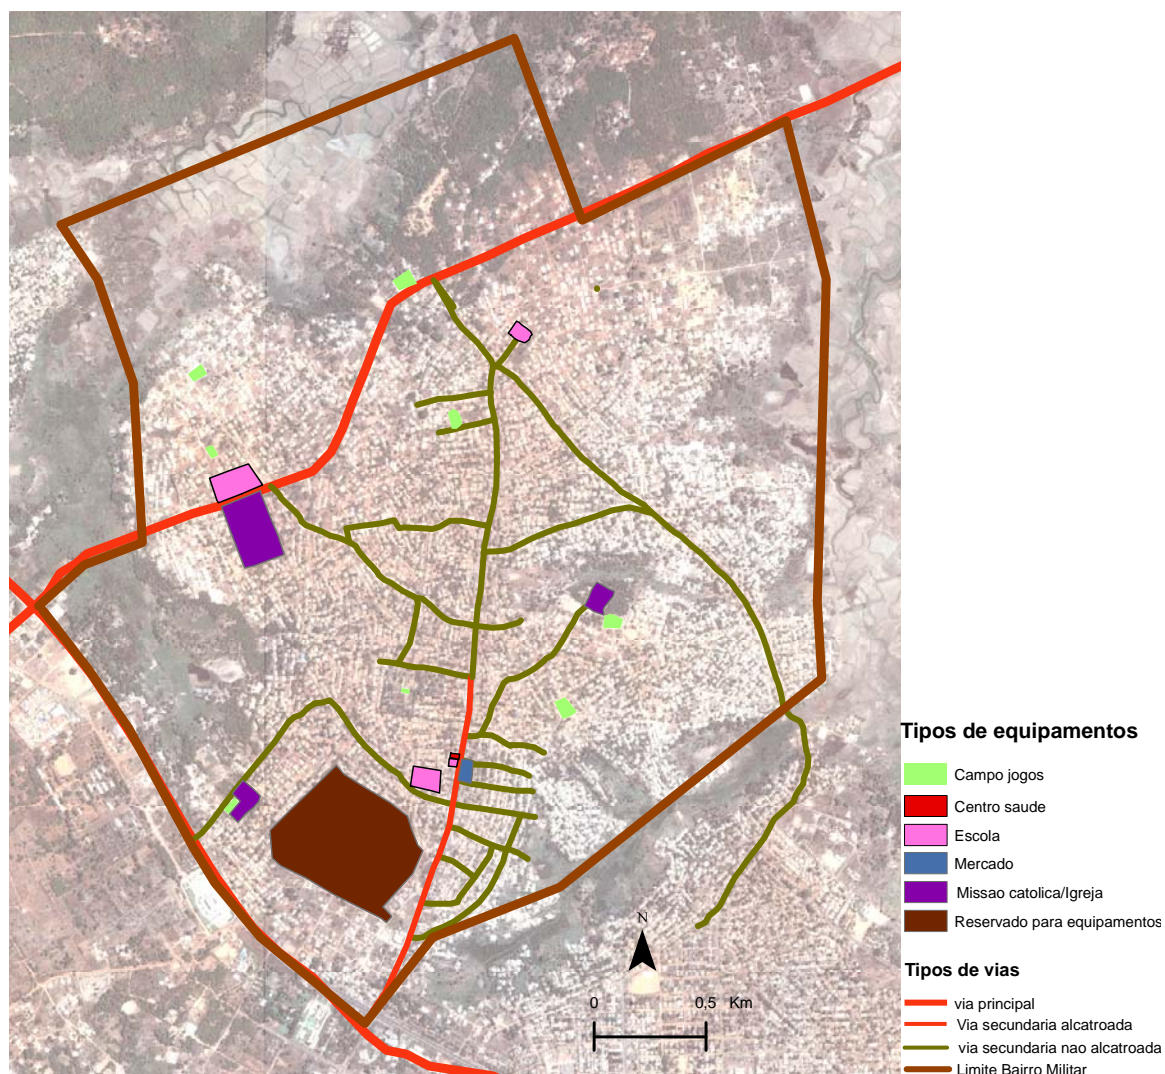 Tipos de equipamentos
Campo jogos
Centro saude
Escola
Mercado
Missao catolica/Igreja
Reservado para equipamentos
N
0 0,5 Km
Tipos de vias
via principal
Via secundaria alcatroada
via secundaria nao alcatroada
Limite Bairro Militar